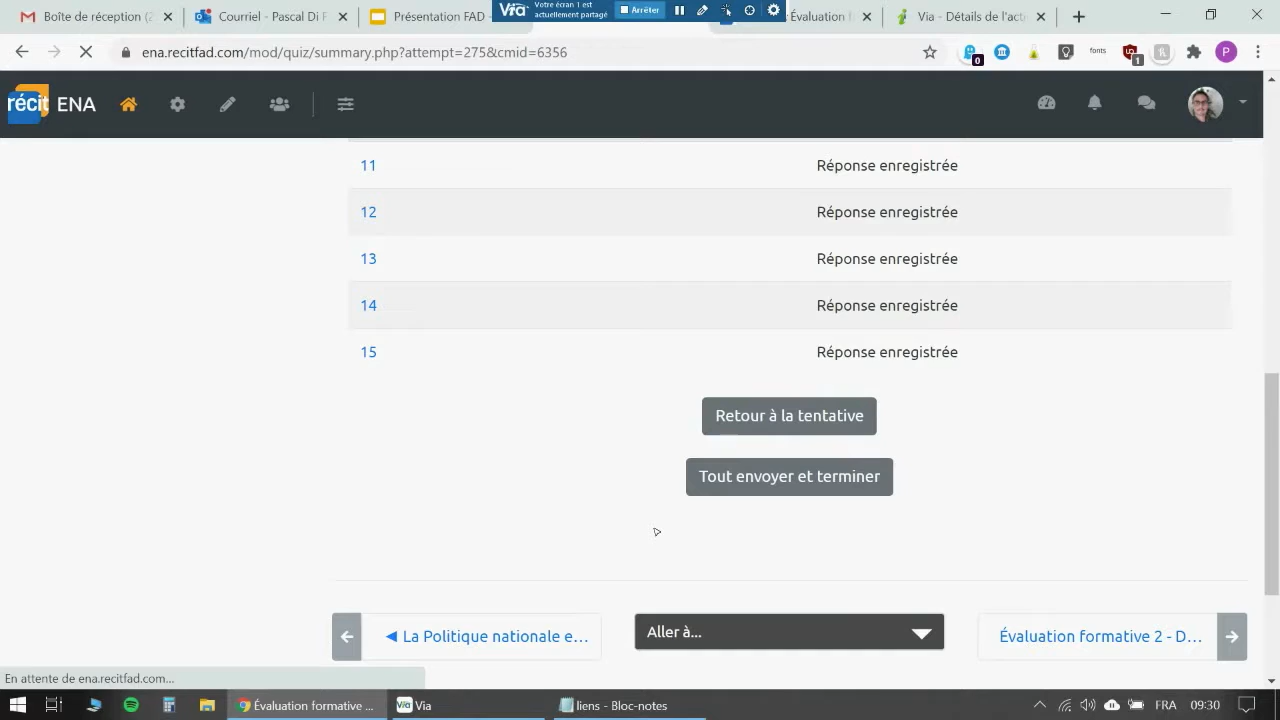 Boîte de réception (2
Courriel - Pascal D
Présentation FAD -
Via
Votre écran 1 est
actuellement partagé
Arrêter
Évaluation f
Via - Détails de l'acti
ena.recitfad.com/mod/quiz/summary.php?attempt=275&cmid=6356
0
fonts
1
P
récit ENA
11 Réponse enregistrée
12 Réponse enregistrée
13 Réponse enregistrée
14 Réponse enregistrée
15 Réponse enregistrée
Retour à la tentative
Tout envoyer et terminer
◄ La Politique nationale e...
Aller à...
Évaluation formative 2 - D...
En attente de ena.recitfad.com...
Évaluation formative ...
Via
liens - Bloc-notes
FRA
09:30